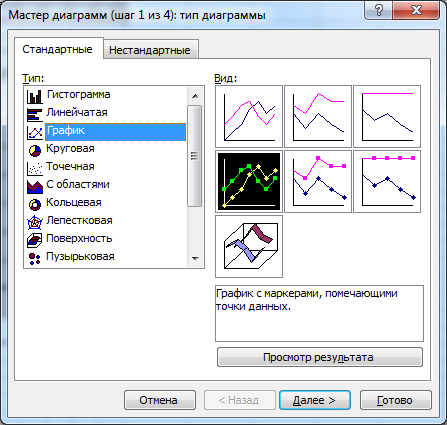 Мастер диаграмм (шаг 1 из 4): тип диаграммы
Стандартные
Нестандартные
Тип:
Гистограмма
Линейчатая
График
Круговая
Точечная
С областями
Кольцевая
Лепестковая
Поверхность
Пузырьковая
Вид:
График с маркерами, помечающими
точки данных.
Просмотр результата
Отмена
< Назад
Далее >
Готово